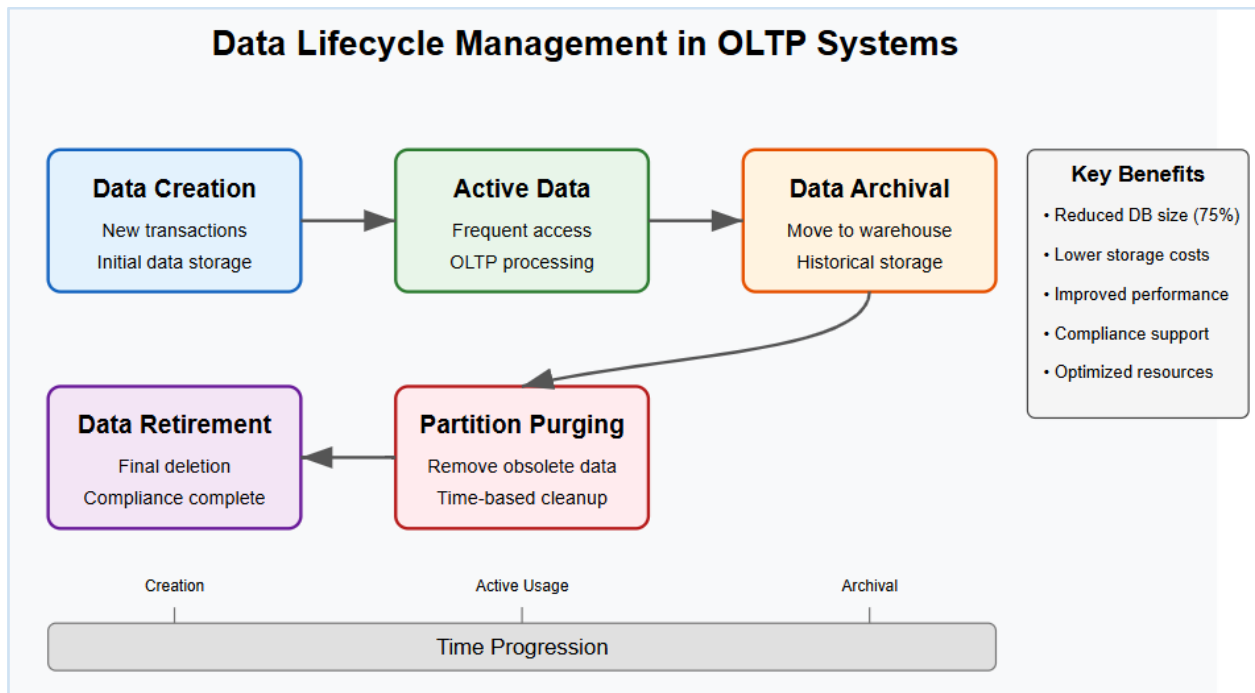 Data Lifecycle Management in OLTP Systems
Data Creation
New transactions
Initial data storage
Active Data
Frequent access
OLTP processing
Data Archival
Move to warehouse
Historical storage
Key Benefits
• Reduced DB size (75%)
• Lower storage costs
• Improved performance
• Compliance support
• Optimized resources
Data Retirement
Final deletion
Compliance complete
Partition Purging
Remove obsolete data
Time-based cleanup
Creation
Active Usage
Archival
Time Progression